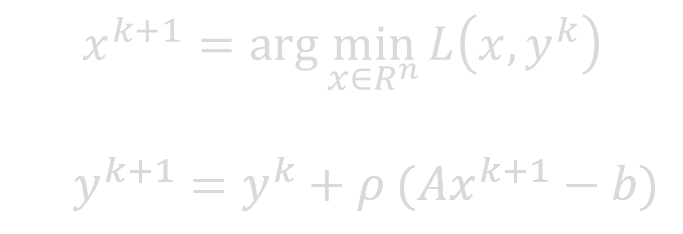 x^{k+1} = arg min_{x∈R^n} L(x, y^k)
y^{k+1} = y^k + ρ (Ax^{k+1} − b)